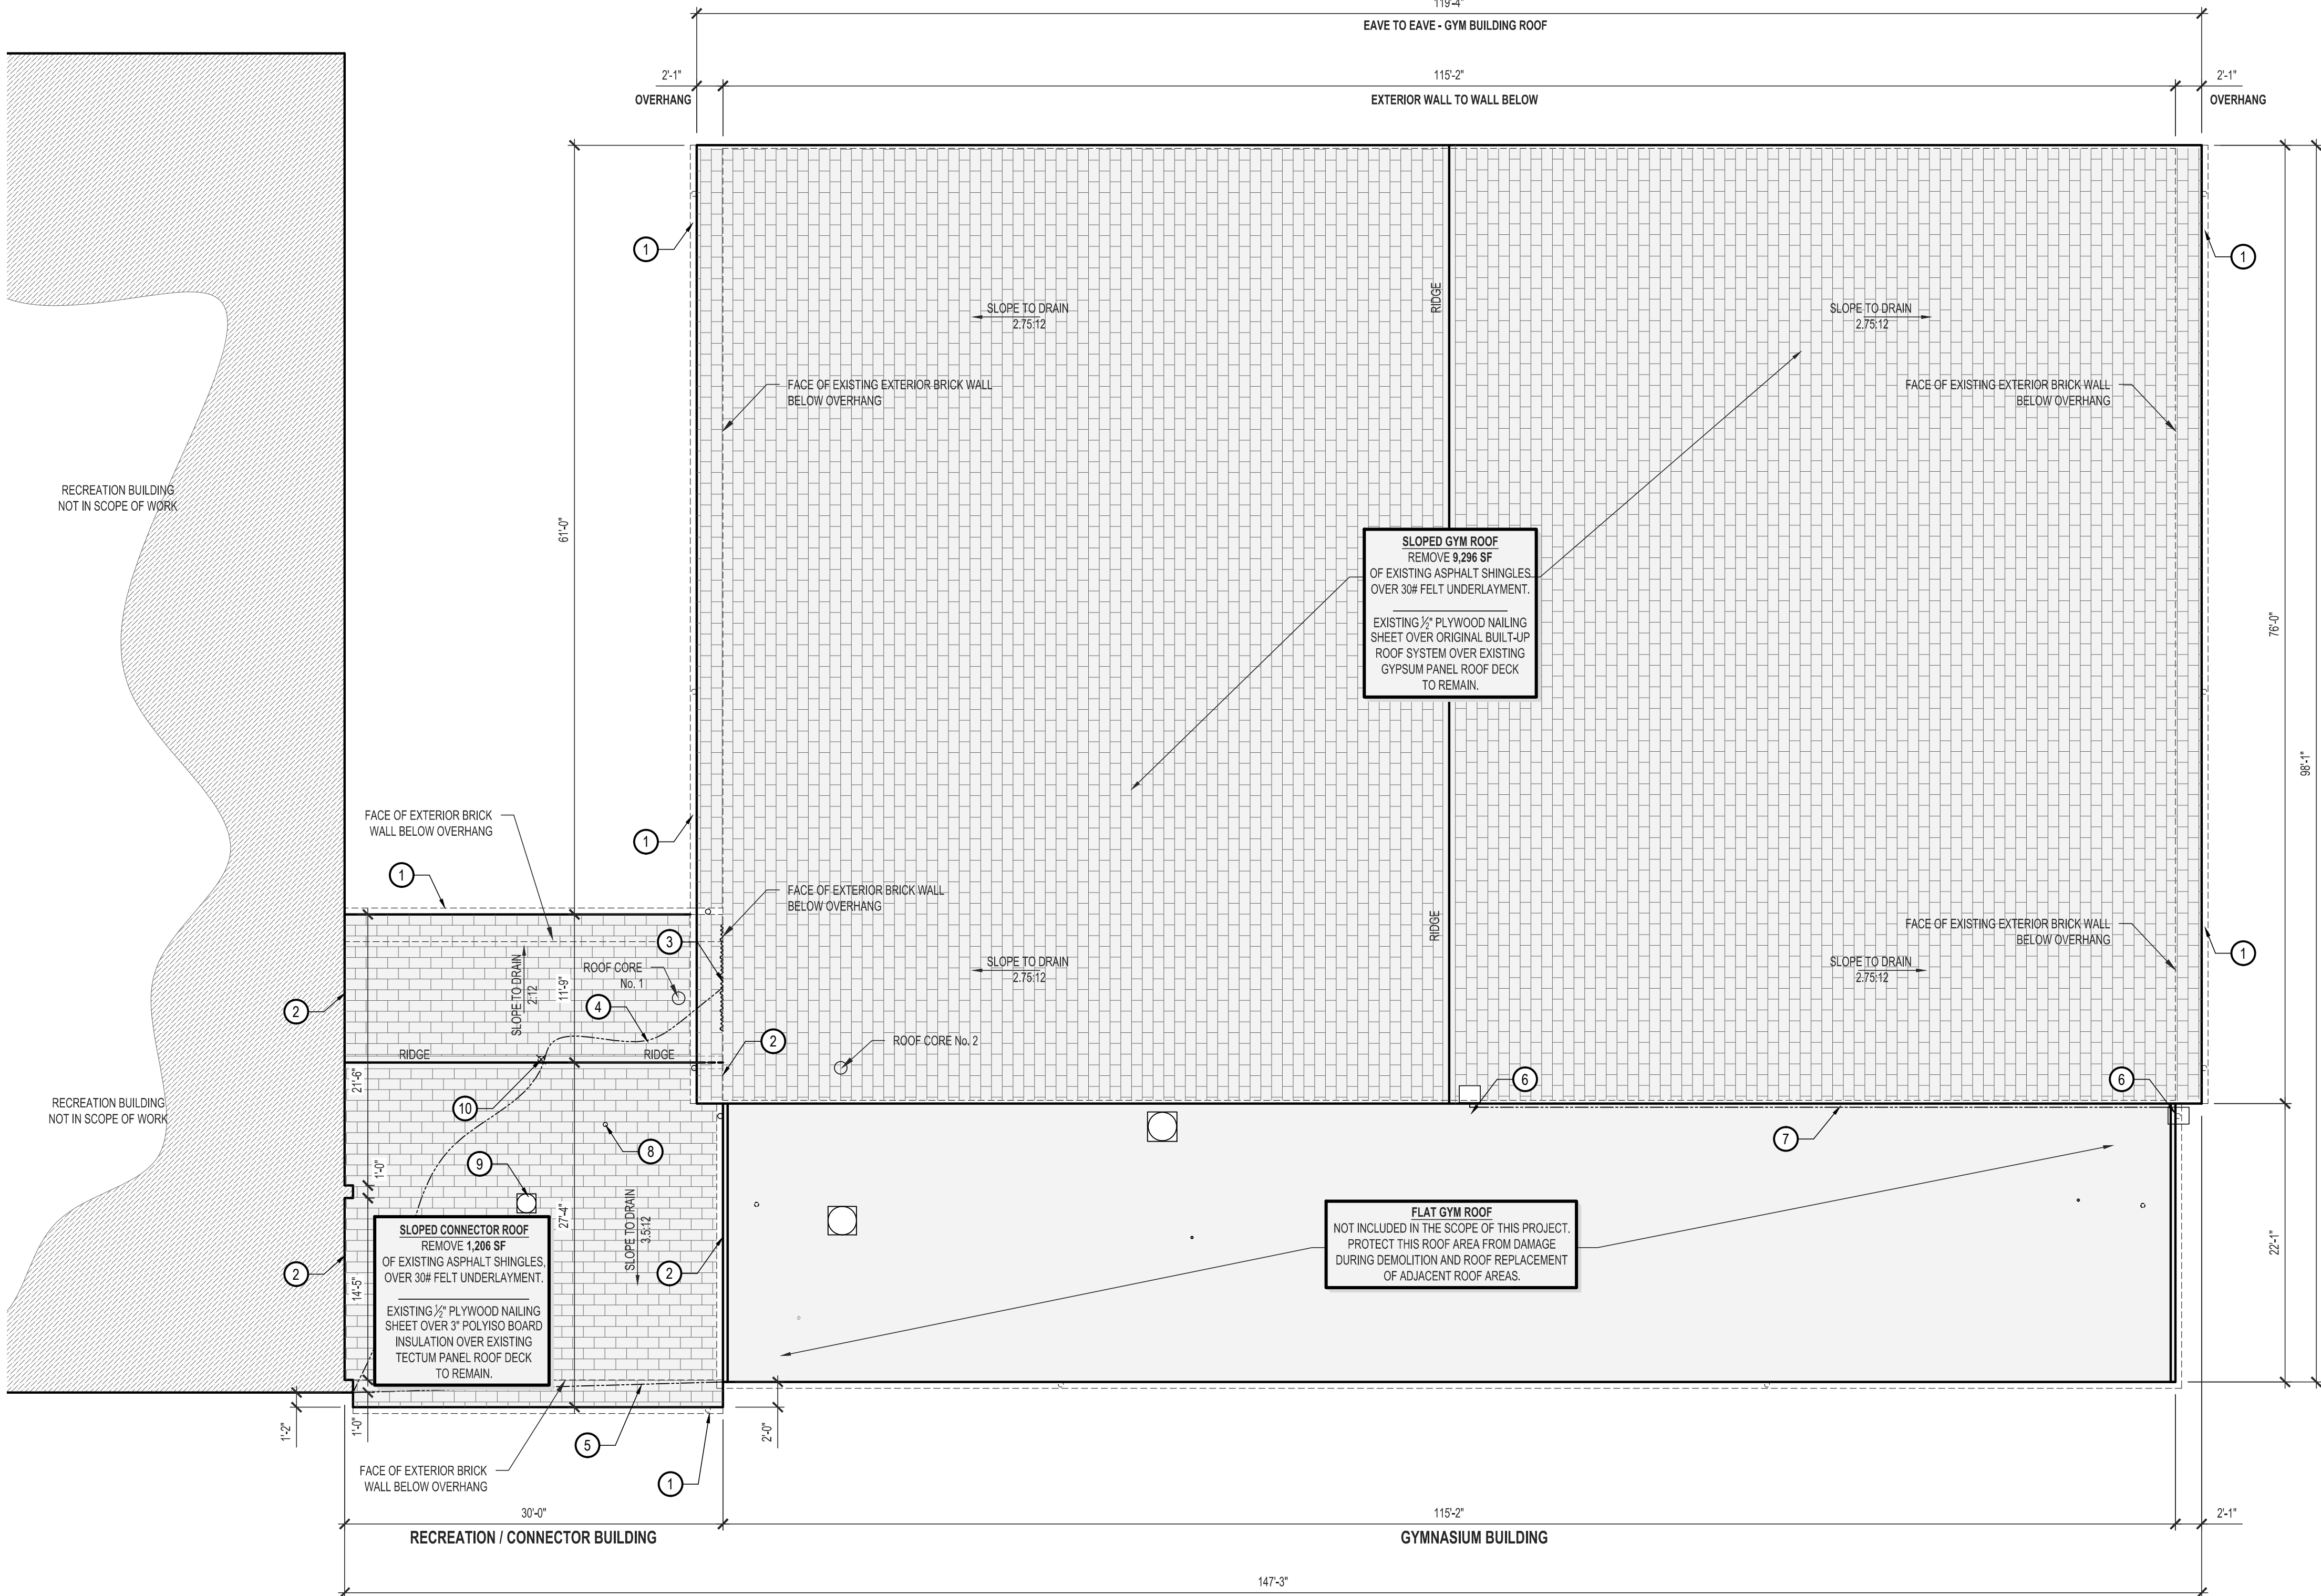 119'-4"
EAVE TO EAVE - GYM BUILDING ROOF
2'-1"
OVERHANG
115'-2"
EXTERIOR WALL TO WALL BELOW
2'-1"
OVERHANG
1
1
RIDGE
SLOPE TO DRAIN
2.75:12
SLOPE TO DRAIN
2.75:12
FACE OF EXISTING EXTERIOR BRICK WALL
BELOW OVERHANG
FACE OF EXISTING EXTERIOR BRICK WALL
BELOW OVERHANG
RECREATION BUILDING
NOT IN SCOPE OF WORK
61'-0"
SLOPED GYM ROOF
REMOVE 9,296 SF
OF EXISTING ASPHALT SHINGLES
OVER 30# FELT UNDERLAYMENT.
EXISTING ½" PLYWOOD NAILING
SHEET OVER ORIGINAL BUILT-UP
ROOF SYSTEM OVER EXISTING
GYPSUM PANEL ROOF DECK
TO REMAIN.
76'-0"
98'-1"
FACE OF EXTERIOR BRICK
WALL BELOW OVERHANG
1
1
FACE OF EXTERIOR BRICK WALL
BELOW OVERHANG
RIDGE
FACE OF EXISTING EXTERIOR BRICK WALL
BELOW OVERHANG
1
3
SLOPE TO DRAIN
2:12
11'-9"
ROOF CORE
No. 1
4
SLOPE TO DRAIN
2.75:12
SLOPE TO DRAIN
2.75:12
2
2
ROOF CORE No. 2
RIDGE
RIDGE
21'-6"
10
6
6
RECREATION BUILDING
NOT IN SCOPE OF WORK
8
7
1'-0"
9
27'-4"
SLOPE TO DRAIN
3.5:12
SLOPED CONNECTOR ROOF
REMOVE 1,206 SF
OF EXISTING ASPHALT SHINGLES,
OVER 30# FELT UNDERLAYMENT.
EXISTING ½" PLYWOOD NAILING
SHEET OVER 3" POLYISO BOARD
INSULATION OVER EXISTING
TECTUM PANEL ROOF DECK
TO REMAIN.
2
14'-5"
2
FLAT GYM ROOF
NOT INCLUDED IN THE SCOPE OF THIS PROJECT.
PROTECT THIS ROOF AREA FROM DAMAGE
DURING DEMOLITION AND ROOF REPLACEMENT
OF ADJACENT ROOF AREAS.
22'-1"
1'-2"
1'-0"
2'-0"
5
FACE OF EXTERIOR BRICK
WALL BELOW OVERHANG
1
30'-0"
RECREATION / CONNECTOR BUILDING
115'-2"
GYMNASIUM BUILDING
2'-1"
147'-3"